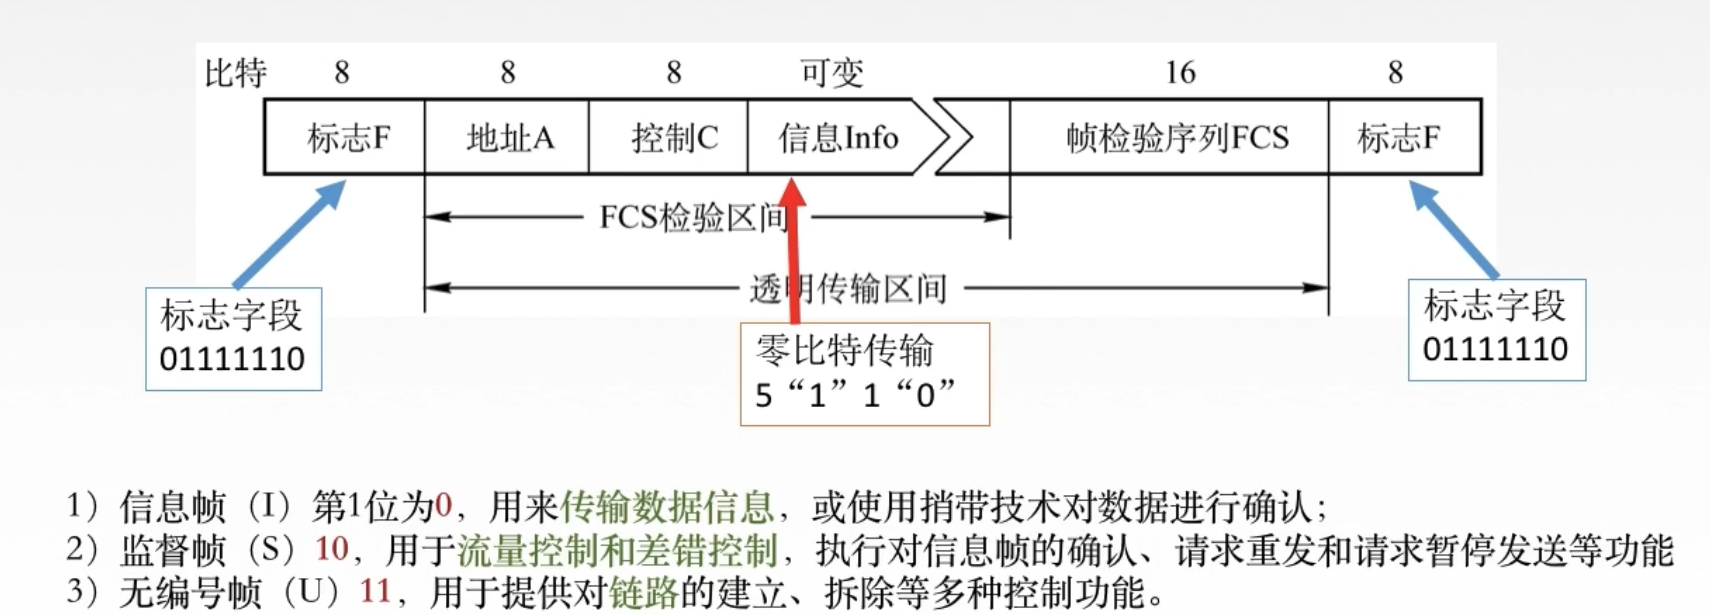 比特 8 8 8 可变 16 8
标志F 地址A 控制C 信息Info 帧检验序列FCS 标志F
FCS检验区间
透明传输区间
标志字段
01111110
零比特传输
5“1”1“0”
标志字段
01111110
1）信息帧（I）第1位为0，用来传输数据信息，或使用捎带技术对数据进行确认；
2）监督帧（S）10，用于流量控制和差错控制，执行对信息帧的确认、请求重发和请求暂停发送等功能
3）无编号帧（U）11，用于提供对链路的建立、拆除等多种控制功能。